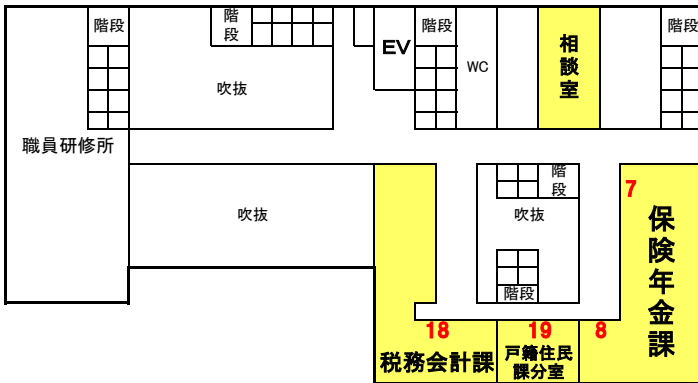 階段
階段
EV
階段
WC
相談室
階段
吹抜
職員研修所
吹抜
階段
吹抜
階段
7
保険年金課
18
税務会計課
19
戸籍住民
課分室
8